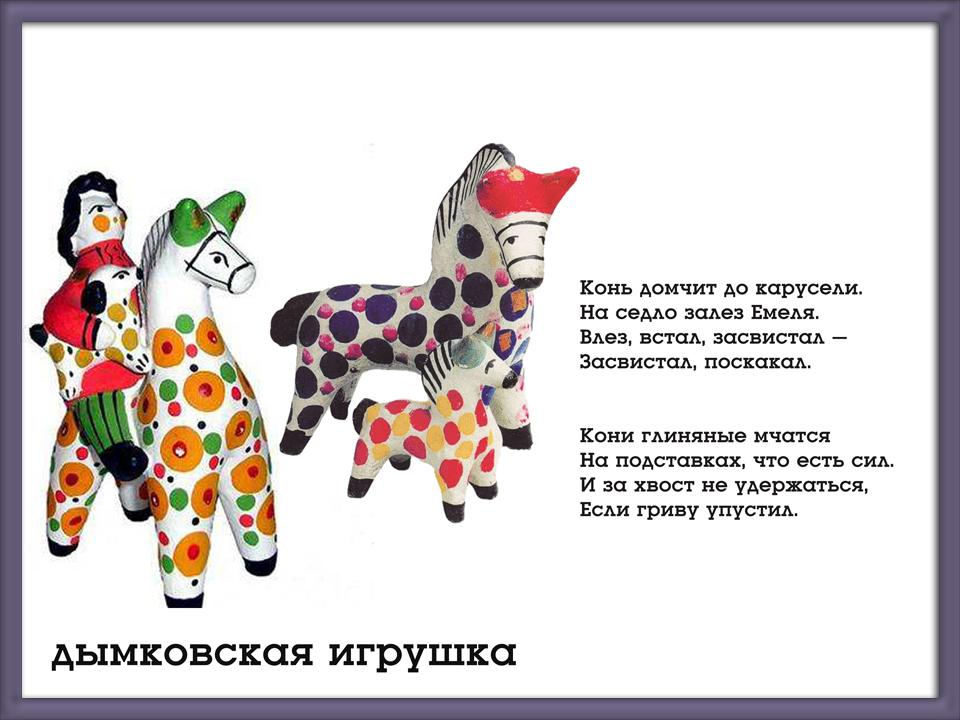 Конь домчит до карусели.
На седло залез Емеля.
Влез, встал, засвистал —
Засвистал, поскакал.
Кони глиняные мчатся
На подставках, что есть сил.
И за хвост не удержаться,
Если гриву упустил.
дымковская игрушка